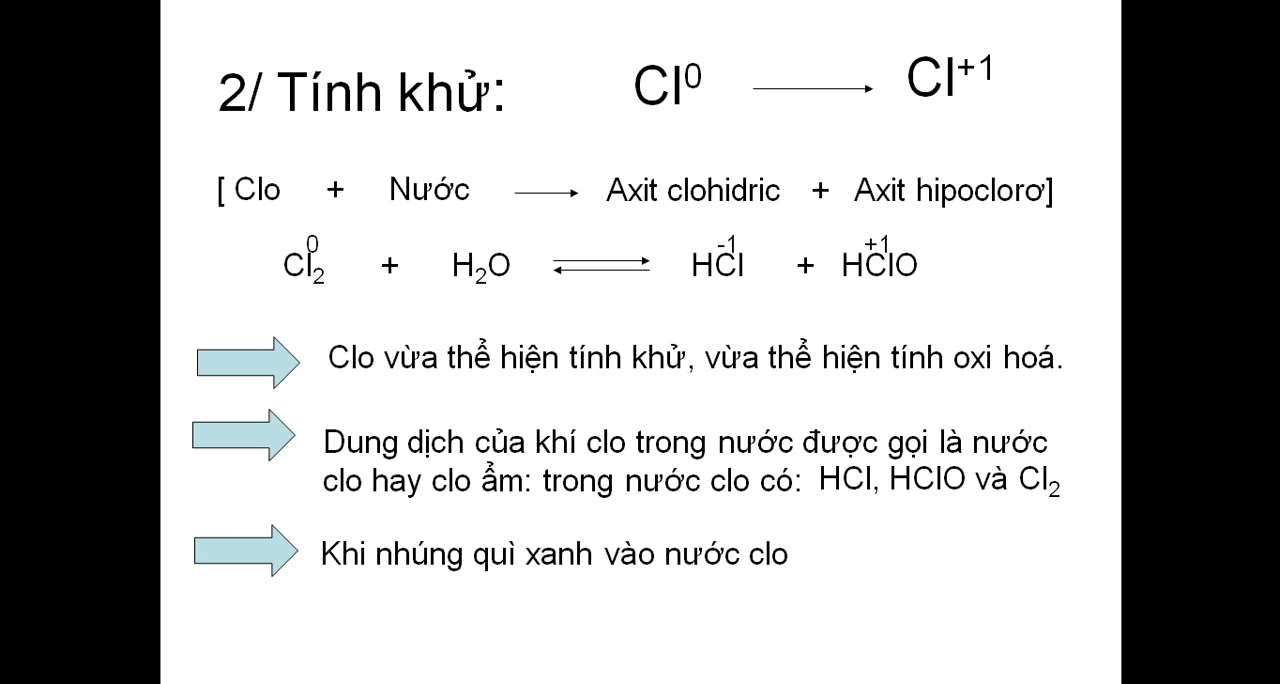 2/ Tính khử: Cl⁰ → Cl⁺¹
[ Clo + Nước → Axit clohidric + Axit hipoclorơ]
0 -1 +1
Cl₂ + H₂O ⇌ HCl + HClO
Clo vừa thể hiện tính khử, vừa thể hiện tính oxi hoá.
Dung dịch của khí clo trong nước được gọi là nước
clo hay clo ẩm: trong nước clo có: HCl, HClO và Cl₂
Khi nhúng quì xanh vào nước clo